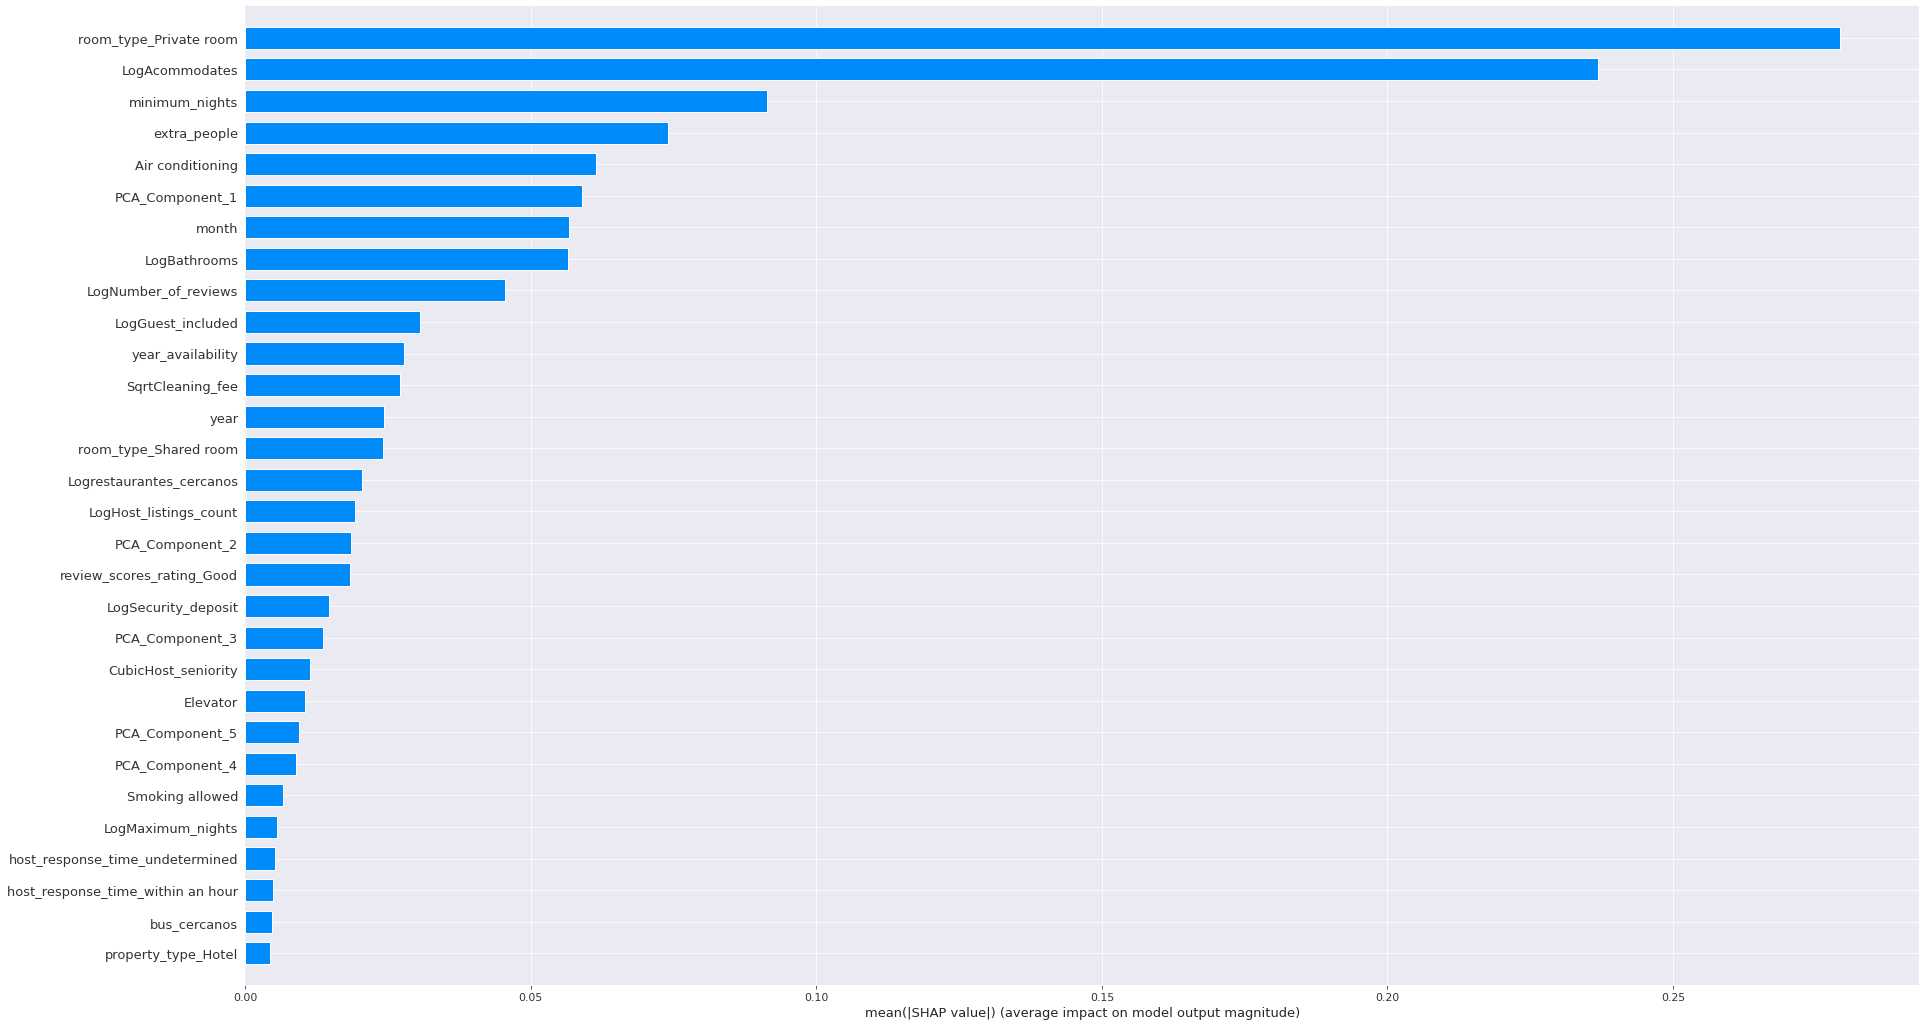 room_type_Private room
LogAcommodates
minimum_nights
extra_people
Air conditioning
PCA_Component_1
month
LogBathrooms
LogNumber_of_reviews
LogGuest_included
year_availability
SqrtCleaning_fee
year
room_type_Shared room
Logrestaurantes_cercanos
LogHost_listings_count
PCA_Component_2
review_scores_rating_Good
LogSecurity_deposit
PCA_Component_3
CubicHost_seniority
Elevator
PCA_Component_5
PCA_Component_4
Smoking allowed
LogMaximum_nights
host_response_time_undetermined
host_response_time_within an hour
bus_cercanos
property_type_Hotel
0.00 0.05 0.10 0.15 0.20 0.25
mean(|SHAP value|) (average impact on model output magnitude)